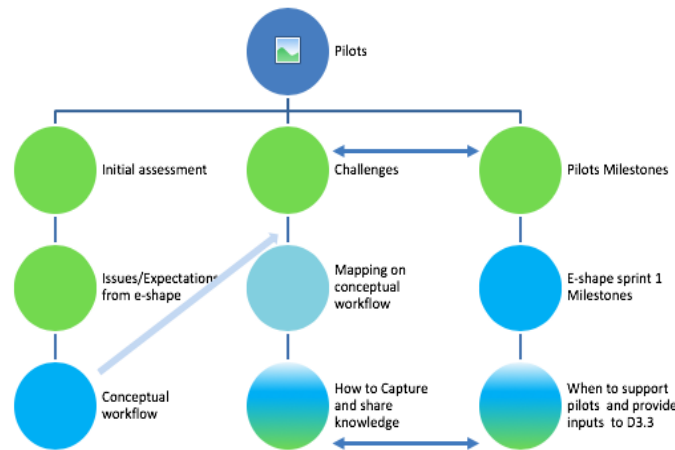 Pilots
Initial assessment
Challenges
Pilots Milestones
Issues/Expectations
from e-shape
Mapping on
conceptual
workflow
E-shape sprint 1
Milestones
Conceptual
workflow
How to Capture
and share
knowledge
When to support
pilots and provide
inputs to D3.3